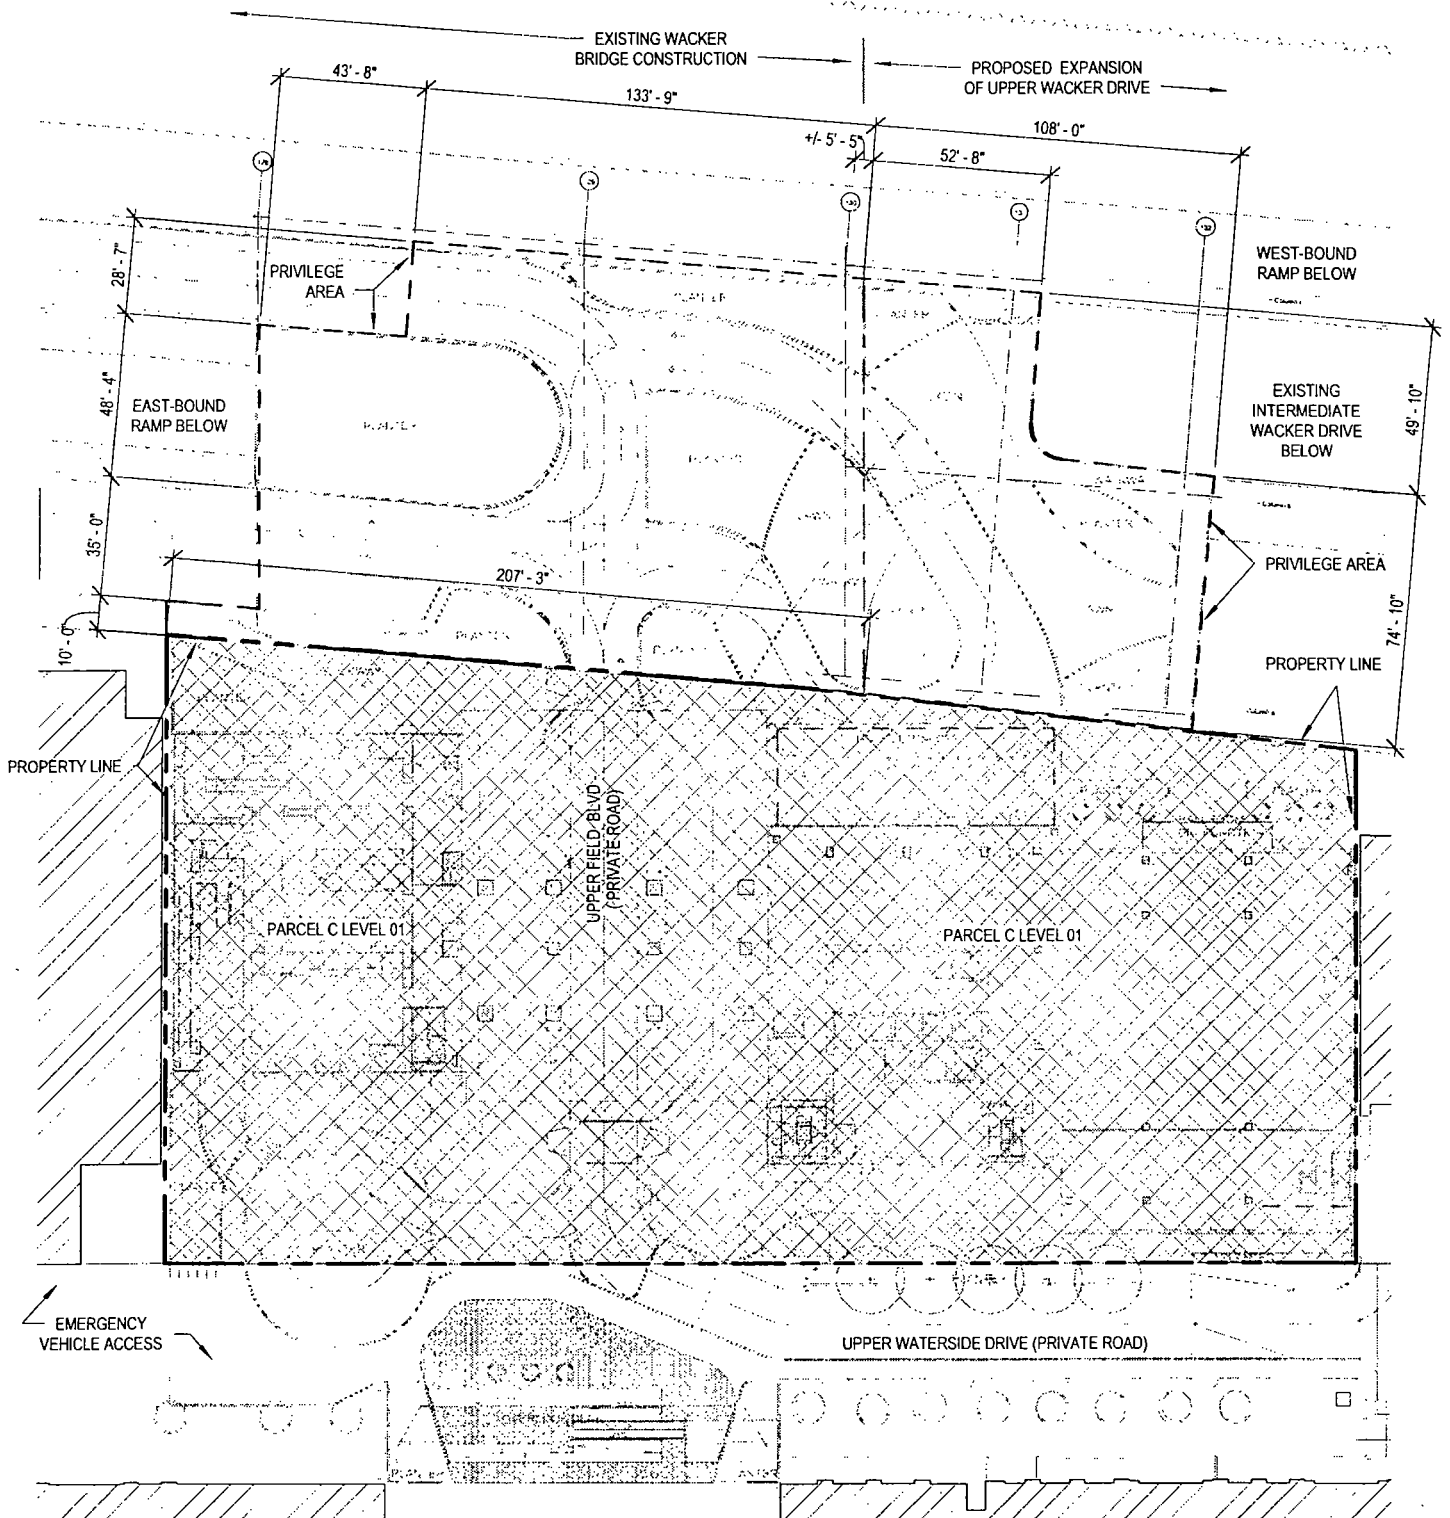 EXISTING WACKER
BRIDGE CONSTRUCTION
PROPOSED EXPANSION
OF UPPER WACKER DRIVE
43' - 8"
133' - 9"
108' - 0"
+/- 5' - 5"
52' - 8"
28' - 7"
PRIVILEGE
AREA
WEST-BOUND
RAMP BELOW
48' - 4"
EAST-BOUND
RAMP BELOW
EXISTING
INTERMEDIATE
WACKER DRIVE
BELOW
49' - 10"
PLANTER
35' - 0"
207' - 3"
PRIVILEGE AREA
10' - 0"
74' - 10"
PROPERTY LINE
PROPERTY LINE
UPPER FIELD BLVD
(PRIVATE ROAD)
PARCEL C LEVEL 01
PARCEL C LEVEL 01
EMERGENCY
VEHICLE ACCESS
UPPER WATERSIDE DRIVE (PRIVATE ROAD)